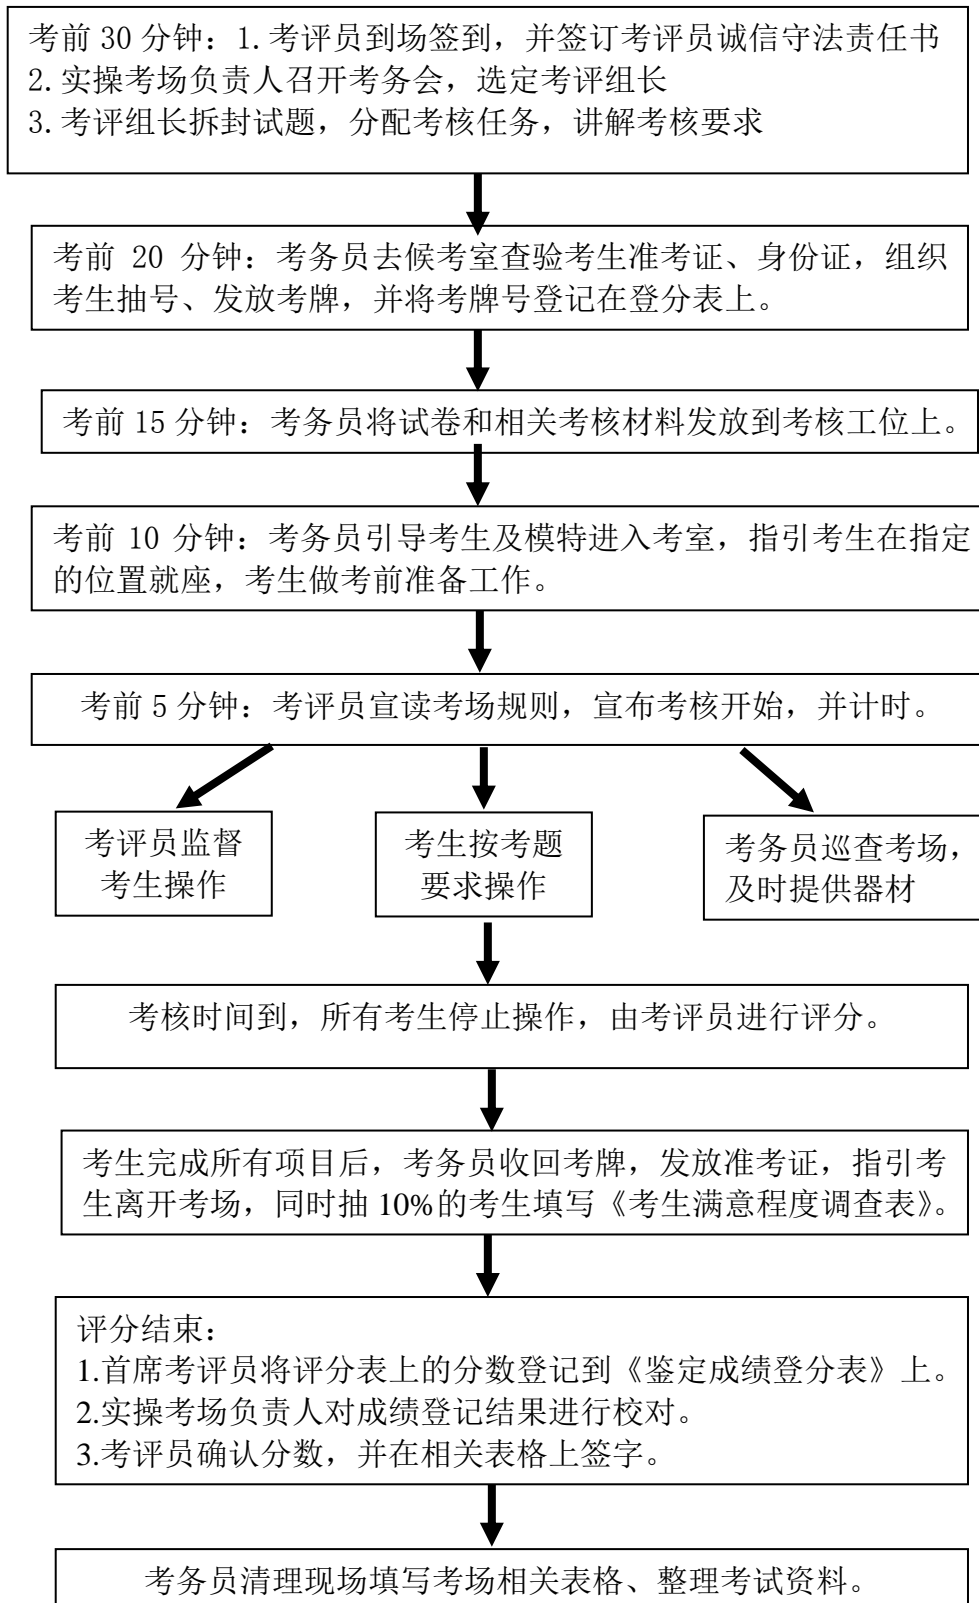 考前 30 分钟：1.考评员到场签到，并签订考评员诚信守法责任书
2.实操考场负责人召开考务会，选定考评组长
3.考评组长拆封试题，分配考核任务，讲解考核要求
考前 20 分钟：考务员去候考室查验考生准考证、身份证，组织
考生抽号、发放考牌，并将考牌号登记在登分表上。
考前 15 分钟：考务员将试卷和相关考核材料发放到考核工位上。
考前 10 分钟：考务员引导考生及模特进入考室，指引考生在指定
的位置就座，考生做考前准备工作。
考前 5 分钟：考评员宣读考场规则，宣布考核开始，并计时。
考评员监督
考生操作
考生按考题
要求操作
考务员巡查考场，
及时提供器材
考核时间到，所有考生停止操作，由考评员进行评分。
考生完成所有项目后，考务员收回考牌，发放准考证，指引考
生离开考场，同时抽 10%的考生填写《考生满意程度调查表》。
评分结束：
1.首席考评员将评分表上的分数登记到《鉴定成绩登分表》上。
2.实操考场负责人对成绩登记结果进行校对。
3.考评员确认分数，并在相关表格上签字。
考务员清理现场填写考场相关表格、整理考试资料。